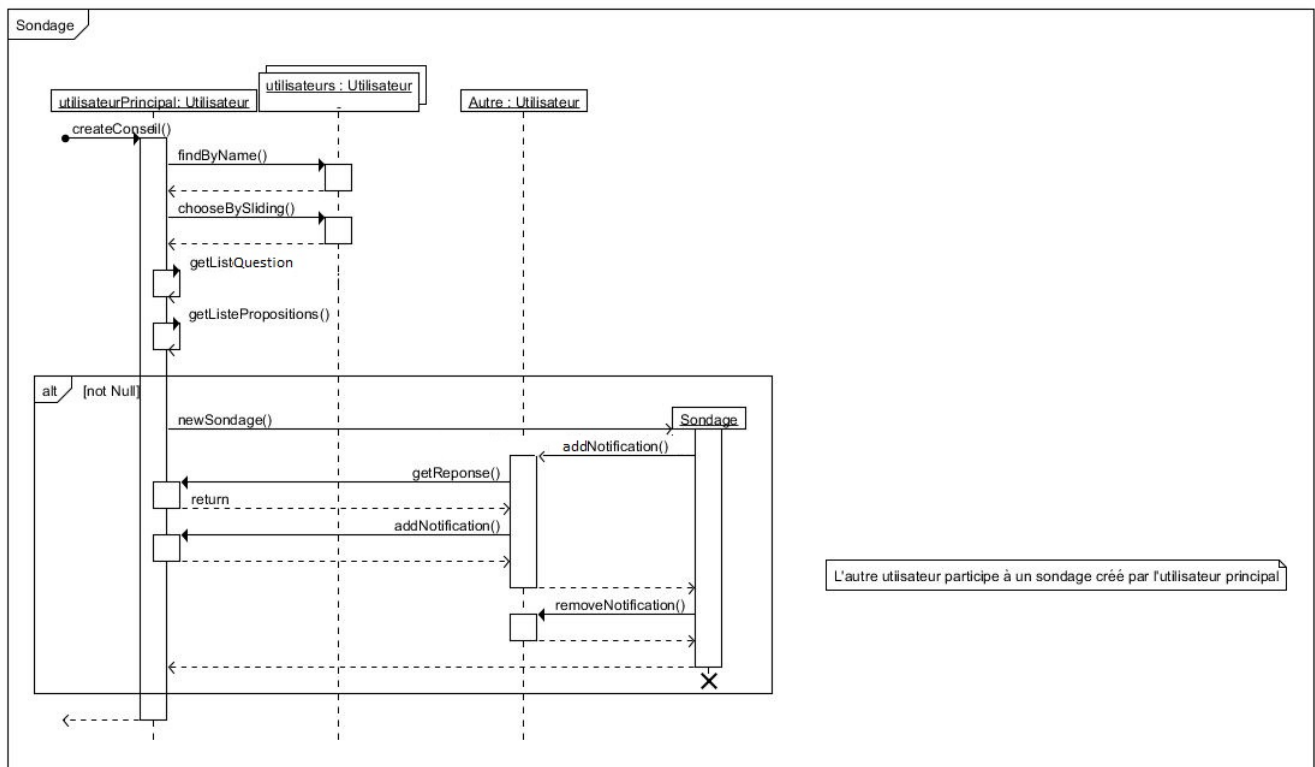 Sondage
utilisateurPrincipal: Utilisateur
utilisateurs : Utilisateur
Autre : Utilisateur
createConseil()
findByName()
chooseBySliding()
getListQuestion
getListePropositions()
alt
[not Null]
newSondage()
Sondage
addNotification()
getReponse()
return
addNotification()
L'autre utiisateur participe à un sondage créé par l'utilisateur principal
removeNotification()